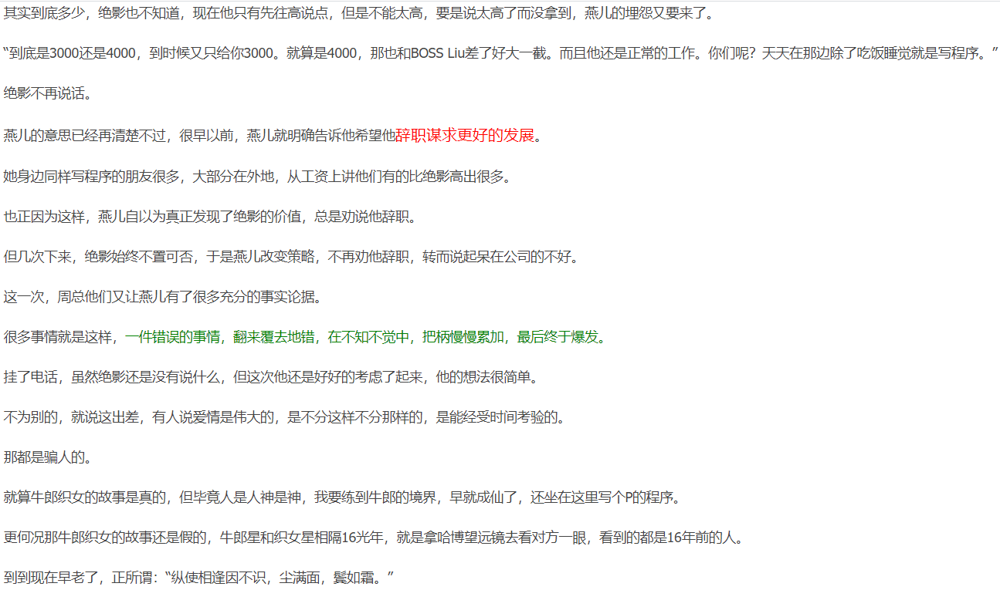 其实到底多少，绝影也不知道，现在他只有先往高说点，但是不能太高，要是说太高了而没拿到，燕儿的埋怨又要来了。
“到底是3000还是4000，到时候又只给你3000。就算是4000，那也和BOSS Liu差了好大一截。而且他还是正常的工作。你们呢？天天在那边除了吃饭睡觉就是写程序。”
绝影不再说话。
燕儿的意思已经再清楚不过，很早以前，燕儿就明确告诉他希望他辞职谋求更好的发展。
她身边同样写程序的朋友很多，大部分在外地，从工资上讲他们有的比绝影高出很多。
也正因为这样，燕儿自以为真正发现了绝影的价值，总是劝说他辞职。
但几次下来，绝影始终不置可否，于是燕儿改变策略，不再劝他辞职，转而说起呆在公司的不好。
这一次，周总他们又让燕儿有了很多充分的事实论据。
很多事情就是这样，一件错误的事情，翻来覆去地错，在不知不觉中，把柄慢慢累加，最后终于爆发。
挂了电话，虽然绝影还是没有说什么，但这次他还是好好的考虑了起来，他的想法很简单。
不为别的，就说这出差，有人说爱情是伟大的，是不分这样不分那样的，是能经受时间考验的。
那都是骗人的。
就算牛郎织女的故事是真的，但毕竟人是人神是神，我要练到牛郎的境界，早就成仙了，还坐在这里写个P的程序。
更何况那牛郎织女的故事还是假的，牛郎星和织女星相隔16光年，就是拿哈博望远镜去看对方一眼，看到的都是16年前的人。
到到现在早老了，正所谓：“纵使相逢因不识，尘满面，鬓如霜。”